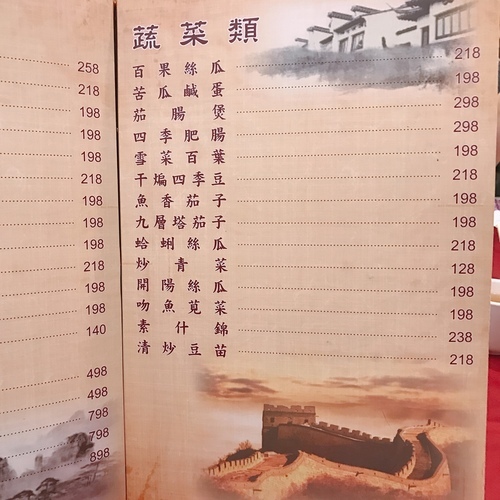 258
218
198
198
198
218
198
198
198
218
198
198
140
498
498
798
798
898
蔬菜類
百果絲瓜 218
苦瓜鹹蛋 198
茄腸煲 298
四季肥腸 298
雪菜百葉 198
干煸四季豆 218
魚香茄子 198
九層塔茄子 198
蛤蜊絲瓜 218
炒青菜 128
開陽絲瓜 198
吻魚莧菜 198
素什錦 238
清炒豆苗 218